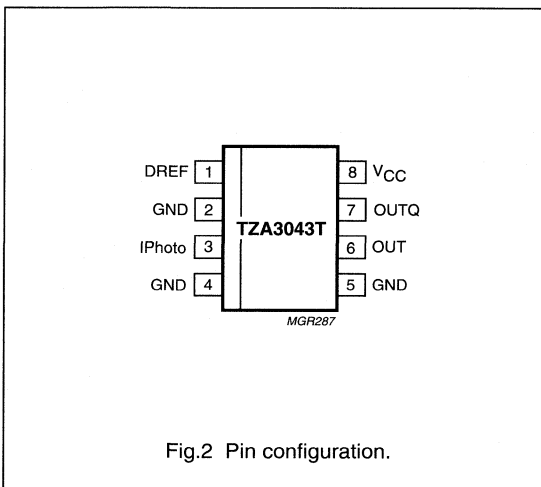 DREF 1 8 VCC
GND 2 7 OUTQ
TZA3043T
IPhoto 3 6 OUT
GND 4 5 GND
MGR287
Fig.2 Pin configuration.